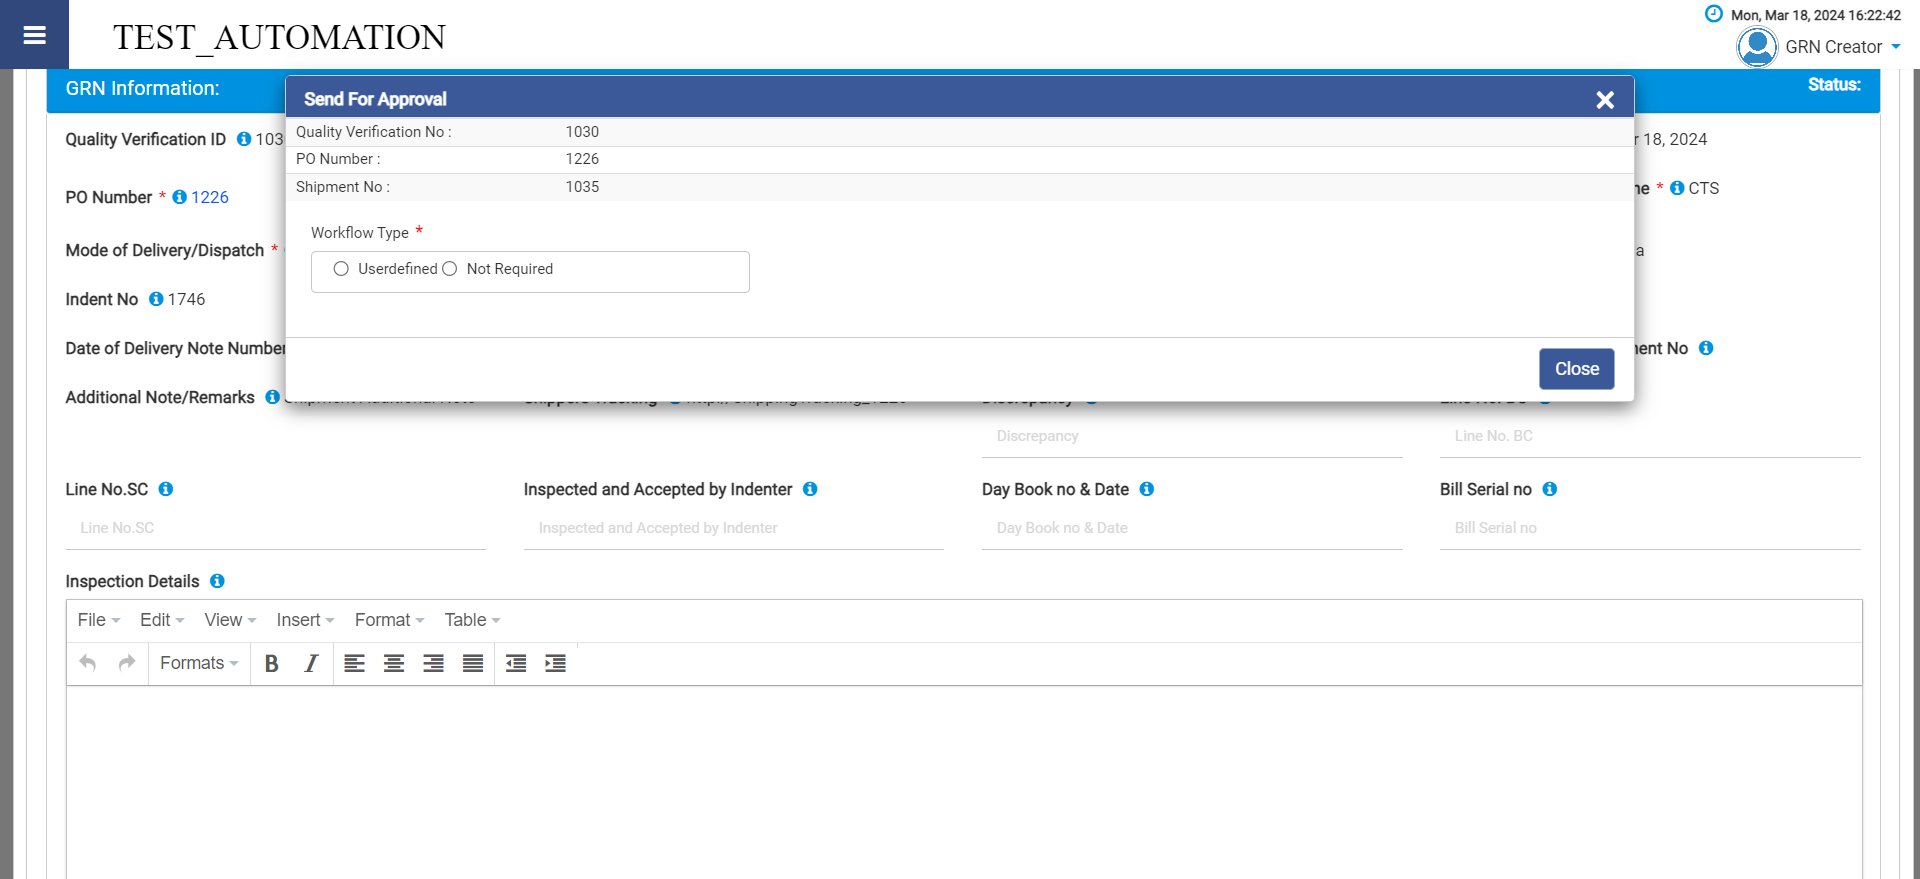 TEST_AUTOMATION
Mon, Mar 18, 2024 16:22:42
GRN Creator
GRN Information:
Status:
Send For Approval
Quality Verification No : 1030
PO Number : 1226
Shipment No : 1035
Workflow Type *
Userdefined Not Required
Close
Quality Verification ID 103
18, 2024
PO Number * 1226
* CTS
Mode of Delivery/Dispatch *
Indent No 1746
Date of Delivery Note Number
No
Additional Note/Remarks
Discrepancy
Line No. BC
Line No.SC Inspected and Accepted by Indenter Day Book no & Date Bill Serial no
Line No.SC Inspected and Accepted by Indenter Day Book no & Date Bill Serial no
Inspection Details
File Edit View Insert Format Table
Formats B I